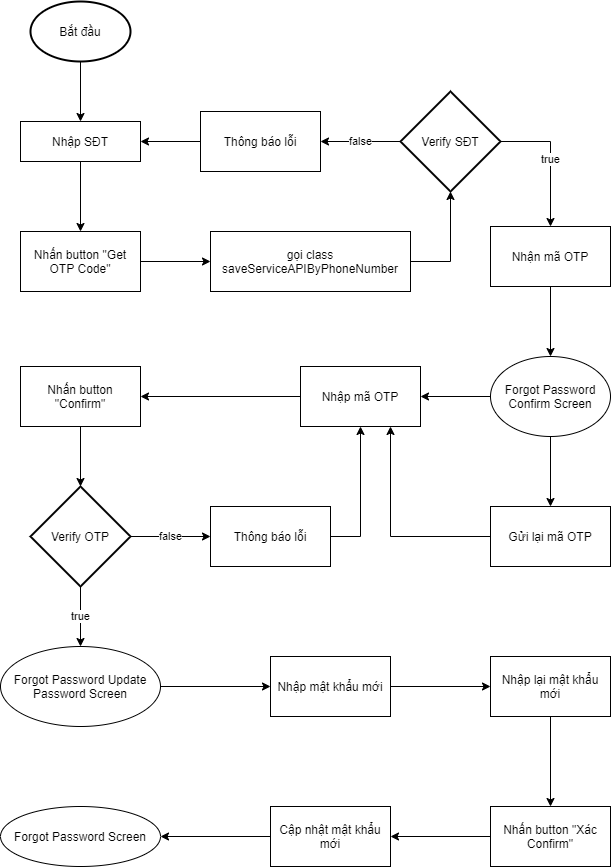 Bắt đầu
Nhập SĐT
Thông báo lỗi
false
Verify SĐT
true
Nhấn button "Get
OTP Code"
gọi class
saveServiceAPIByPhoneNumber
Nhận mã OTP
Nhấn button
"Confirm"
Nhập mã OTP
Forgot Password
Confirm Screen
Verify OTP
false
Thông báo lỗi
Gửi lại mã OTP
true
Forgot Password Update
Password Screen
Nhập mật khẩu mới
Nhập lại mật khẩu
mới
Forgot Password Screen
Cập nhật mật khẩu
mới
Nhấn button "Xác
Confirm"